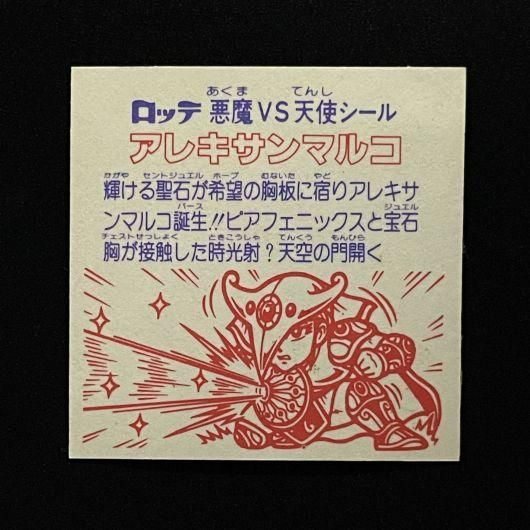 ロッテ 悪魔VS天使シール
アレキサンマルコ
輝ける聖石が希望の胸板に宿りアレキサ
ンマルコ誕生!!ピアフェニックスと宝石
胸が接触した時光射?天空の門開く